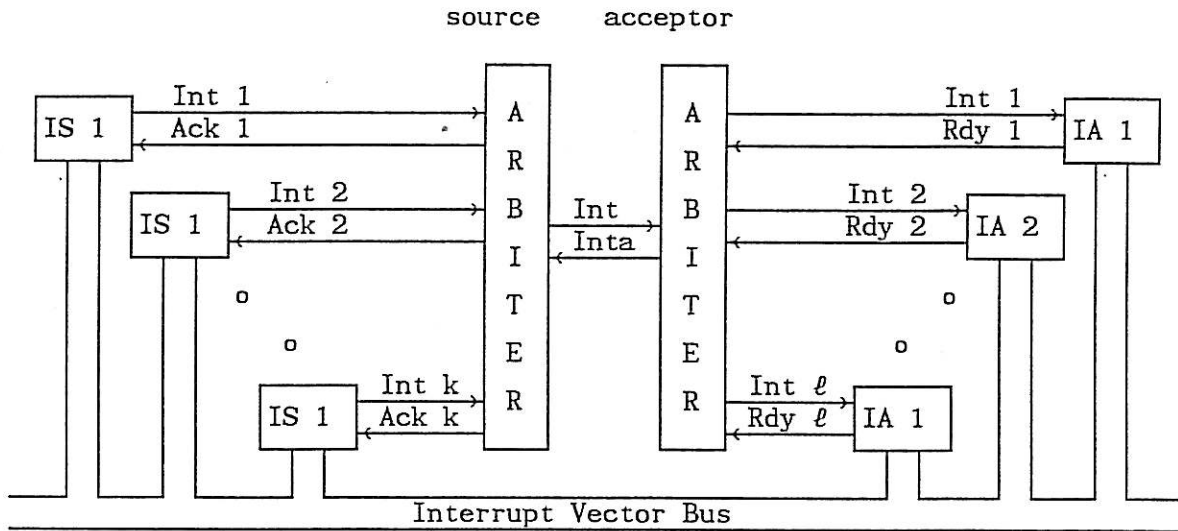 source acceptor
Int 1
Ack 1
IS 1
Int 2
Ack 2
IS 1
Int k
Ack k
IS 1
ARBITER
Int
Inta
ARBITER
Int 1
Rdy 1
IA 1
Int 2
Rdy 2
IA 2
Int ℓ
Rdy ℓ
IA 1
Interrupt Vector Bus